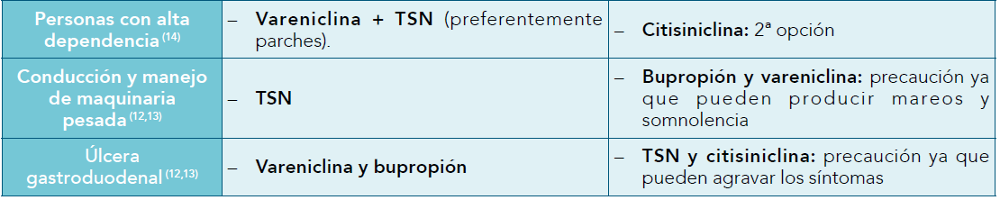 Personas con alta
dependencia (14)
– Vareniclina + TSN (preferentemente
parches).
– Citisiniclina: 2ª opción
Conducción y manejo
de maquinaria
pesada (12,13)
– TSN
– Bupropión y vareniclina: precaución ya
que pueden producir mareos y
somnolencia
Úlcera
gastroduodenal (12,13)
– Vareniclina y bupropión
– TSN y citisiniclina: precaución ya que
pueden agravar los síntomas